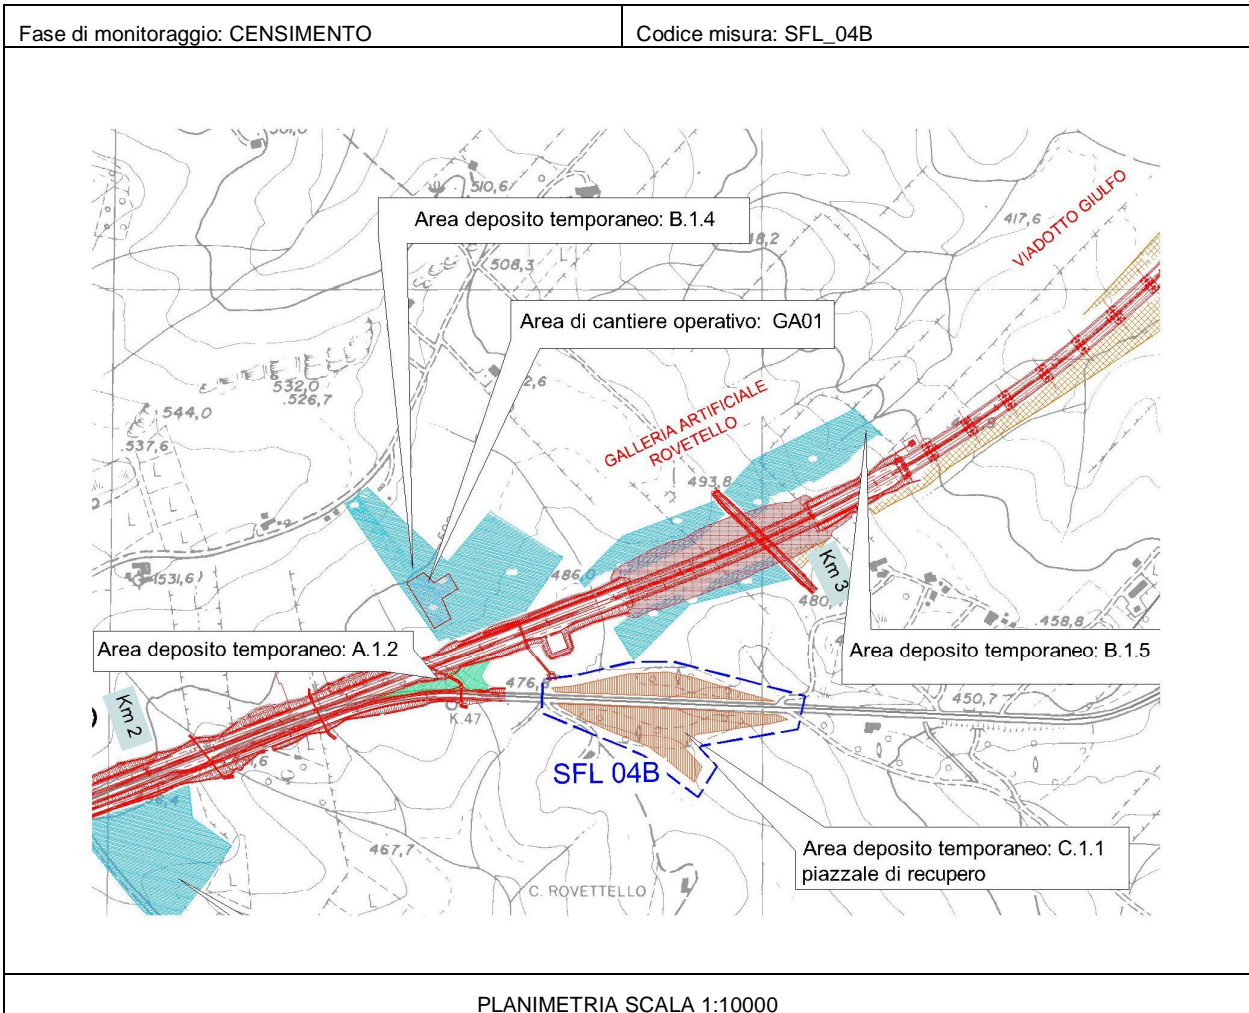 Fase di monitoraggio: CENSIMENTO
Codice misura: SFL_04B
510,6
Area deposito temporaneo: B.1.4
417,6
VIADOTTO GIULFO
48,2
508,3
L
Area di cantiere operativo: GA01
2,6
532,0
.526,7
544,0
537,6
GALLERIA ARTIFICIALE
ROVETELLO
493,8
486,0
(531,6)
Km 3
480,
458,8
Area deposito temporaneo: A.1.2
Area deposito temporaneo: B.1.5
476,
450,7
K.47
Km 2
SFL 04B
467,7
Area deposito temporaneo: C.1.1
piazzale di recupero
C. ROVETTELLO
PLANIMETRIA SCALA 1:10000